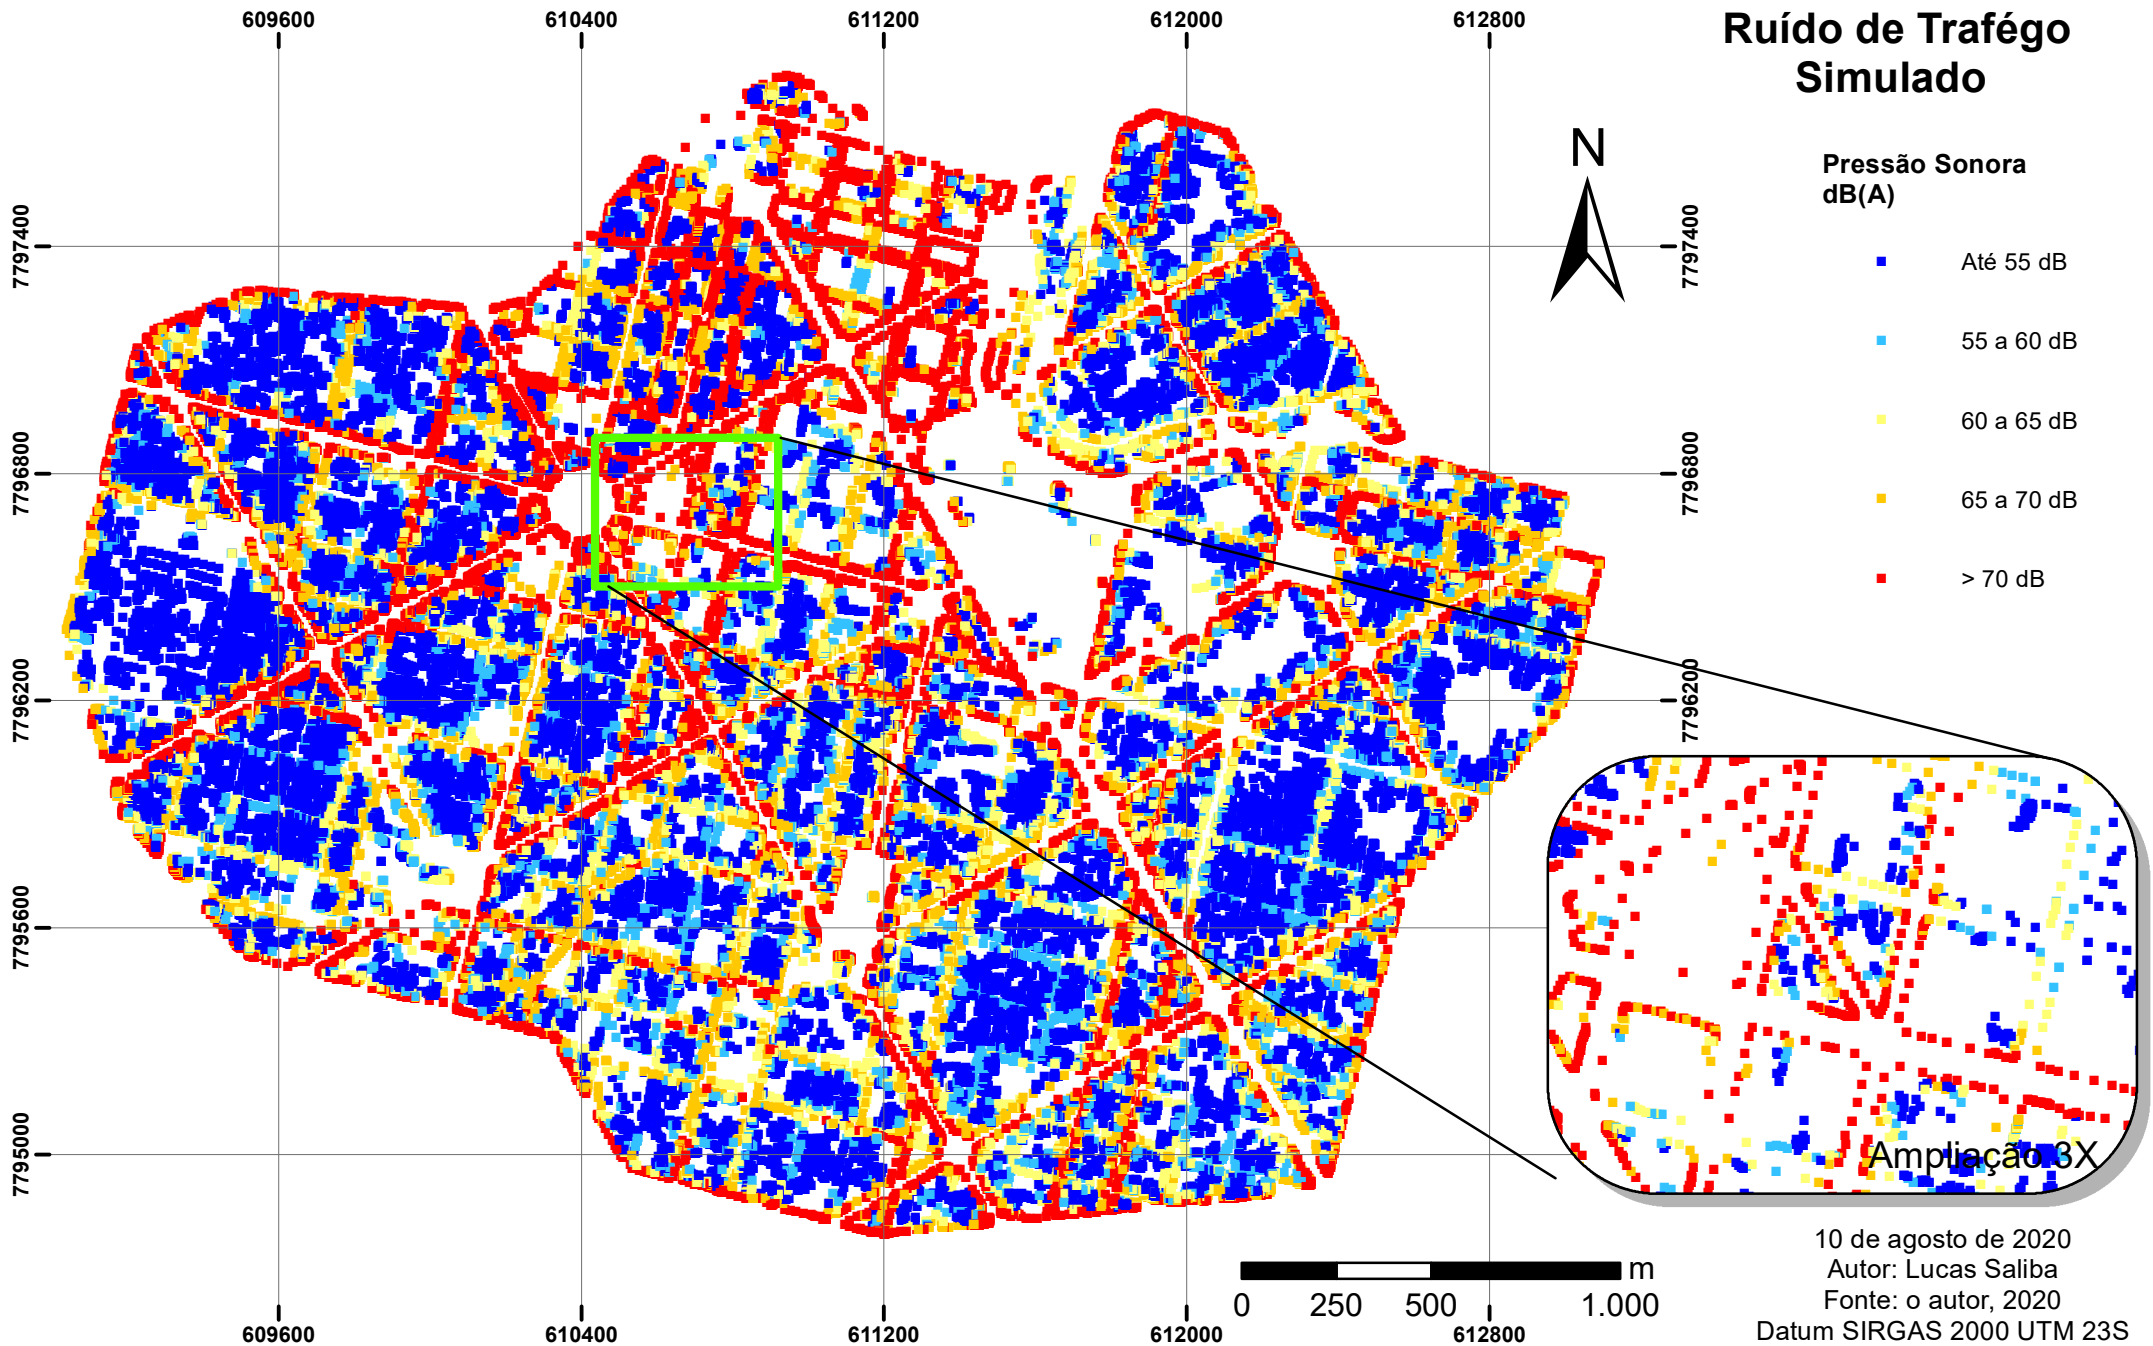 609600
610400
611200
612000
612800
Ruído de Trafégo
Simulado
N
Pressão Sonora
dB(A)
Até 55 dB
55 a 60 dB
60 a 65 dB
65 a 70 dB
> 70 dB
7797400
7796800
7796200
7795600
7795000
7797400
7796800
7796200
Ampliação 3X
m
0
250
500
1.000
10 de agosto de 2020
Autor: Lucas Saliba
Fonte: o autor, 2020
Datum SIRGAS 2000 UTM 23S
609600
610400
611200
612000
612800